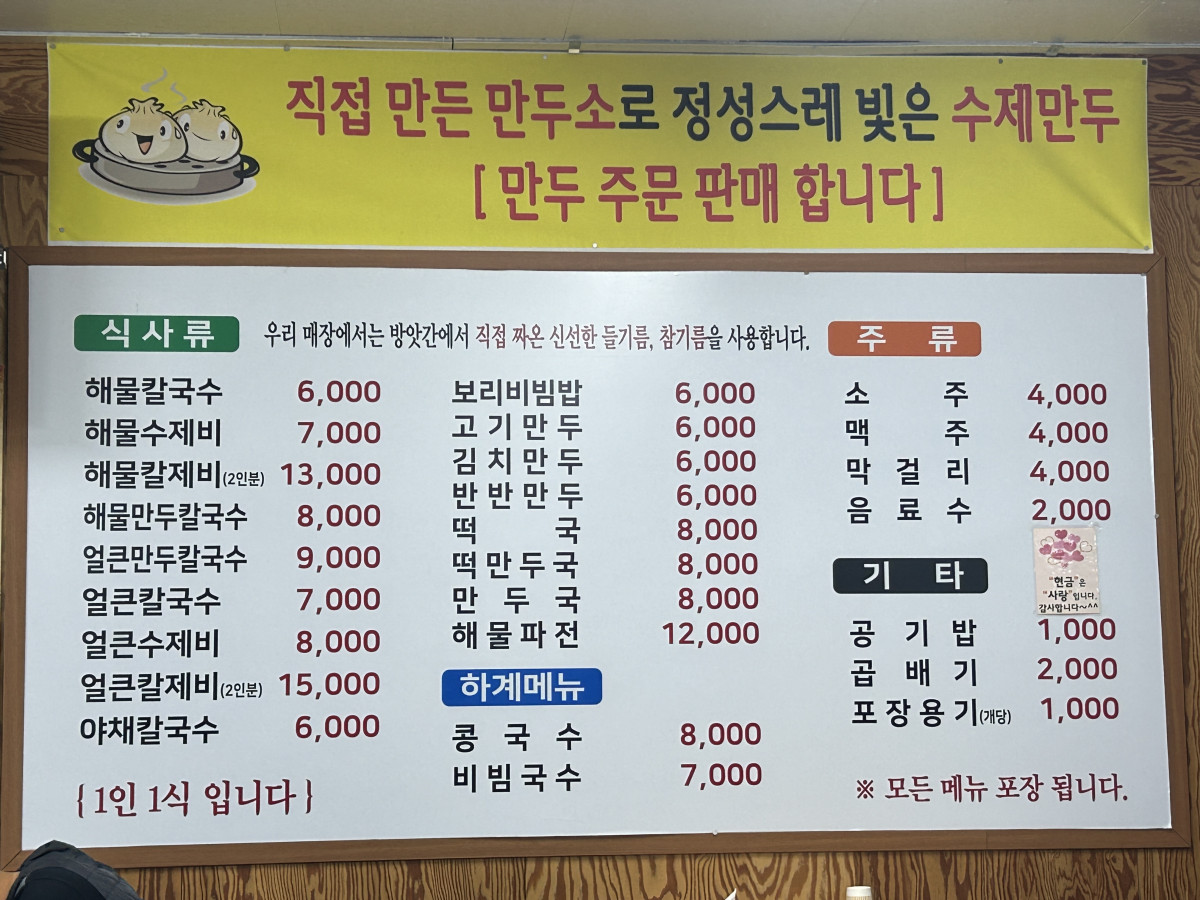 직접 만든 만두소로 정성스레 빚은 수제만두
[ 만두 주문 판매 합니다 ]
식사류
우리 매장에서는 방앗간에서 직접 짜온 신선한 들기름, 참기름을 사용합니다.
해물칼국수 6,000
해물수제비 7,000
해물칼제비(2인분) 13,000
해물만두칼국수 8,000
얼큰만두칼국수 9,000
얼큰칼국수 7,000
얼큰수제비 8,000
얼큰칼제비(2인분) 15,000
야채칼국수 6,000
{ 1인 1식 입니다 }
보리비빔밥 6,000
고기만두 6,000
김치만두 6,000
반반만두 6,000
떡국 8,000
떡만두국 8,000
만두국 8,000
해물파전 12,000
하계메뉴
콩국수 8,000
비빔국수 7,000
주류
소주 4,000
맥주 4,000
막걸리 4,000
음료수 2,000
"현금"은
"사랑"입니다.
감사합니다~^^
기타
공기밥 1,000
곱배기 2,000
포장용기(개당) 1,000
※ 모든 메뉴 포장 됩니다.